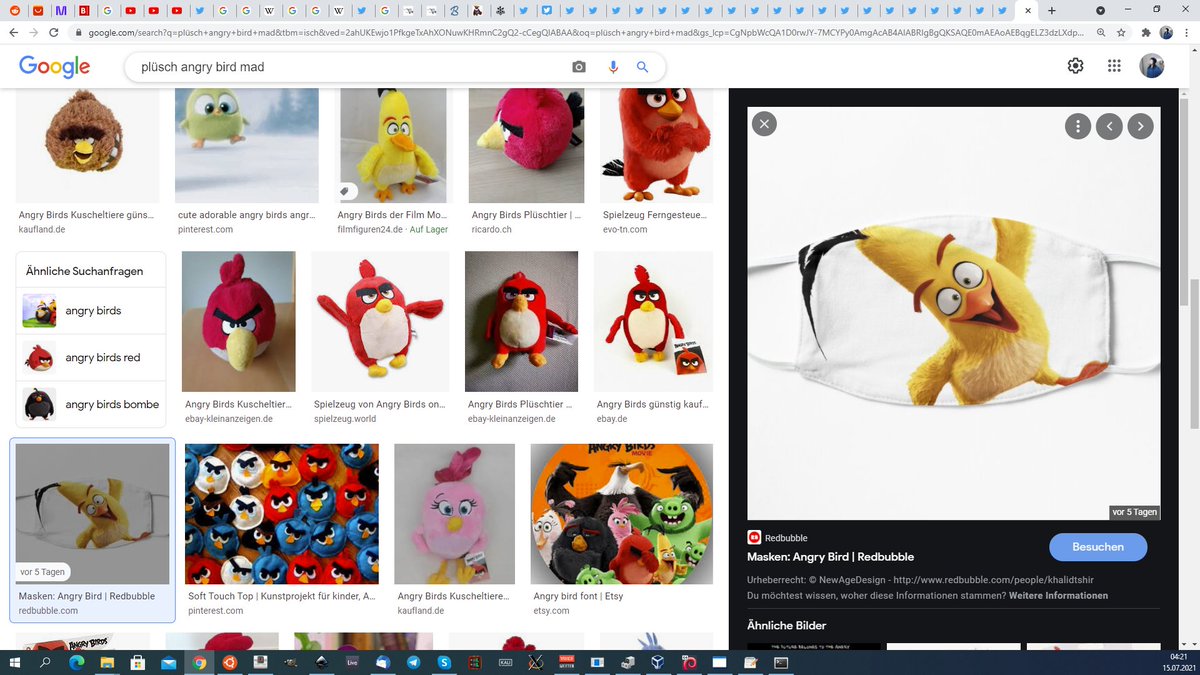 google.com/search?q=plüsch+angry+bird+mad&tbm=isch&ved=2ahUKEwjo1PfkgeTxAhXONuwKHRmnC2gQ2-cCegQIABAA&oq=plüsch+angry+bird+mad&gs_lcp=
Google
plüsch angry bird mad
Angry Birds Kuscheltiere güns...
kaufland.de
cute adorable angry birds angr...
pinterest.com
Angry Birds der Film Mo...
filmfiguren24.de · Auf Lager
Angry Birds Plüschtier | ...
ricardo.ch
Spielzeug Ferngesteue...
evo-tn.com
Ähnliche Suchanfragen
angry birds
angry birds red
angry birds bombe
Angry Birds Kuscheltier...
ebay-kleinanzeigen.de
Spielzeug von Angry Birds on...
spielzeug.world
Angry Birds Plüschtier ...
ebay-kleinanzeigen.de
Angry Birds günstig kauf...
ebay.de
vor 5 Tagen
Masken: Angry Bird | Redbubble
redbubble.com
Soft Touch Top | Kunstprojekt für kinder, A...
pinterest.com
Angry Birds Kuscheltiere...
kaufland.de
ANGRY BIRDS
MOVIE
Angry bird font | Etsy
etsy.com
ANGRY BIRDS
vor 5 Tagen
Redbubble
Masken: Angry Bird | Redbubble
Besuchen
Urheberrecht: © NewAgeDesign - http://www.redbubble.com/people/khalidtshir
Du möchtest wissen, woher diese Informationen stammen? Weitere Informationen
Ähnliche Bilder
Live
04:21
15.07.2021